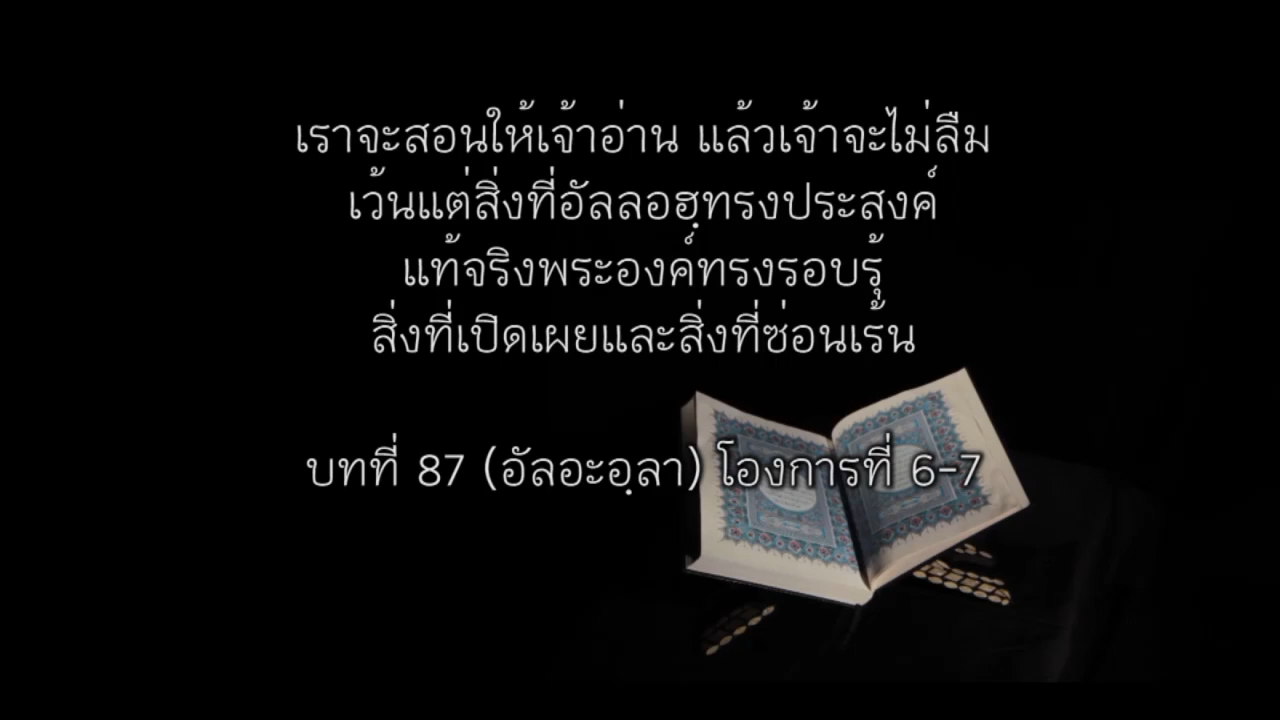 เราจะสอนให้เจ้าอ่าน แล้วเจ้าจะไม่ลืม
เว้นแต่สิ่งที่อัลลอฮฺทรงประสงค์
แท้จริงพระองค์ทรงรอบรู้
สิ่งที่เปิดเผยและสิ่งที่ซ่อนเร้น
บทที่ 87 (อัลอะอฺลา) โองการที่ 6-7